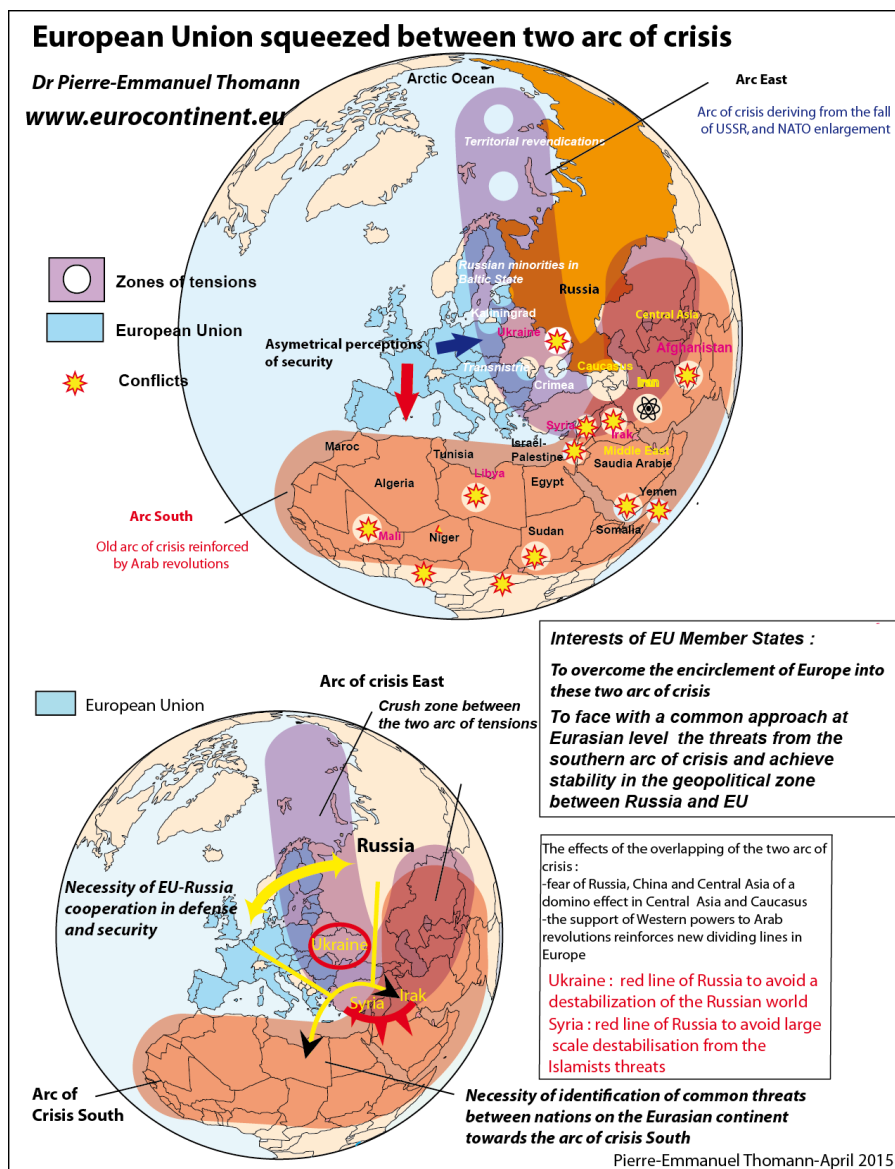 European Union squeezed between two arc of crisis
Dr Pierre-Emmanuel Thomann
www.eurocontinent.eu
Arctic Ocean
Arc East
Arc of crisis deriving from the fall
of USSR, and NATO enlargement
Territorial revendications
Zones of tensions
European Union
Conflicts
Russian minorities in
Baltic State
Russia
Kaliningrad
Ukraine
Central Asia
Asymetrical perceptions
of security
Afghanistan
Transnistrie
Caucasus
Crimea
Iran
Syria
Irak
Maroc
Tunisia
Israël-
Palestine
Middle East
Saudia Arabie
Libya
Algeria
Egypt
Yemen
Arc South
Mali
Niger
Sudan
Somalia
Old arc of crisis reinforced
by Arab revolutions
Interests of EU Member States :
To overcome the encirclement of Europe into
these two arc of crisis
To face with a common approach at
Eurasian level the threats from the
southern arc of crisis and achieve
stability in the geopolitical zone
between Russia and EU
European Union
Arc of crisis East
Crush zone between
the two arc of tensions
Russia
Necessity of EU-Russia
cooperation in defense
and security
Ukraine
Syria
Irak
The effects of the overlapping of the two arc of
crisis :
-fear of Russia, China and Central Asia of a
domino effect in Central Asia and Caucasus
-the support of Western powers to Arab
revolutions reinforces new dividing lines in
Europe
Ukraine : red line of Russia to avoid a
destabilization of the Russian world
Syria : red line of Russia to avoid large
scale destabilisation from the
Islamists threats
Arc of
Crisis South
Necessity of identification of common threats
between nations on the Eurasian continent
towards the arc of crisis South
Pierre-Emmanuel Thomann-April 2015